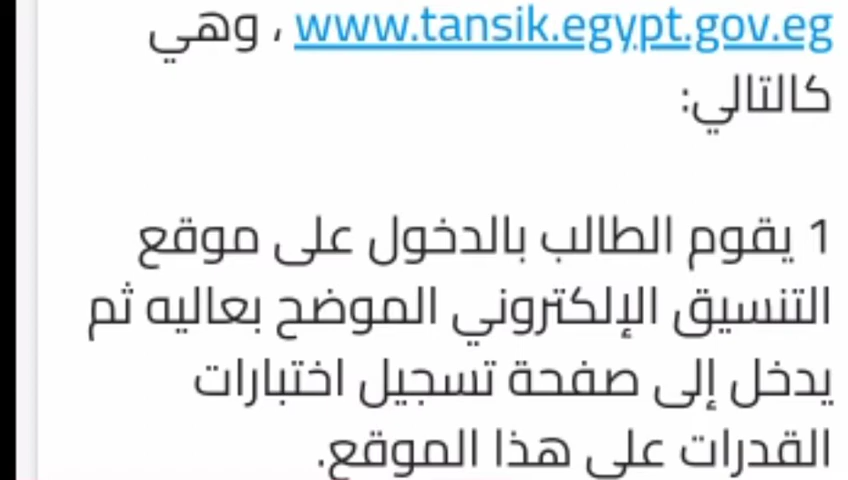 www.tansik.egypt.gov.eg ، وهي
كالتالي:
1 يقوم الطالب بالدخول على موقع
التنسيق الإلكتروني الموضح بعاليه ثم
يدخل إلى صفحة تسجيل اختبارات
القدرات على هذا الموقع.